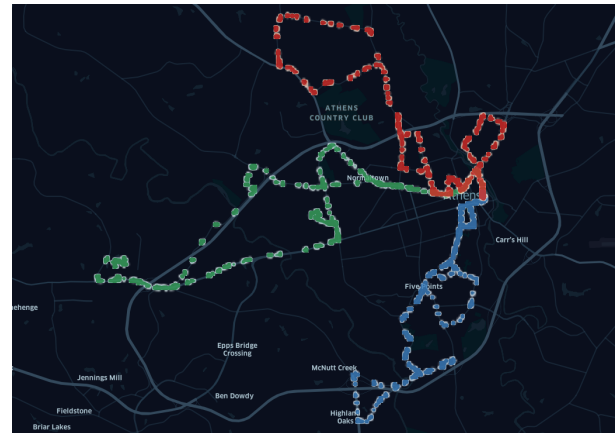 ATHENS
COUNTRY CLUB
Normaltown
Athens
Carr's Hill
Five Points
nehenge
Epps Bridge
Crossing
McNutt Creek
Jennings Mill
Ben Dowdy
Fieldstone
Highland
Oaks
Briar Lakes